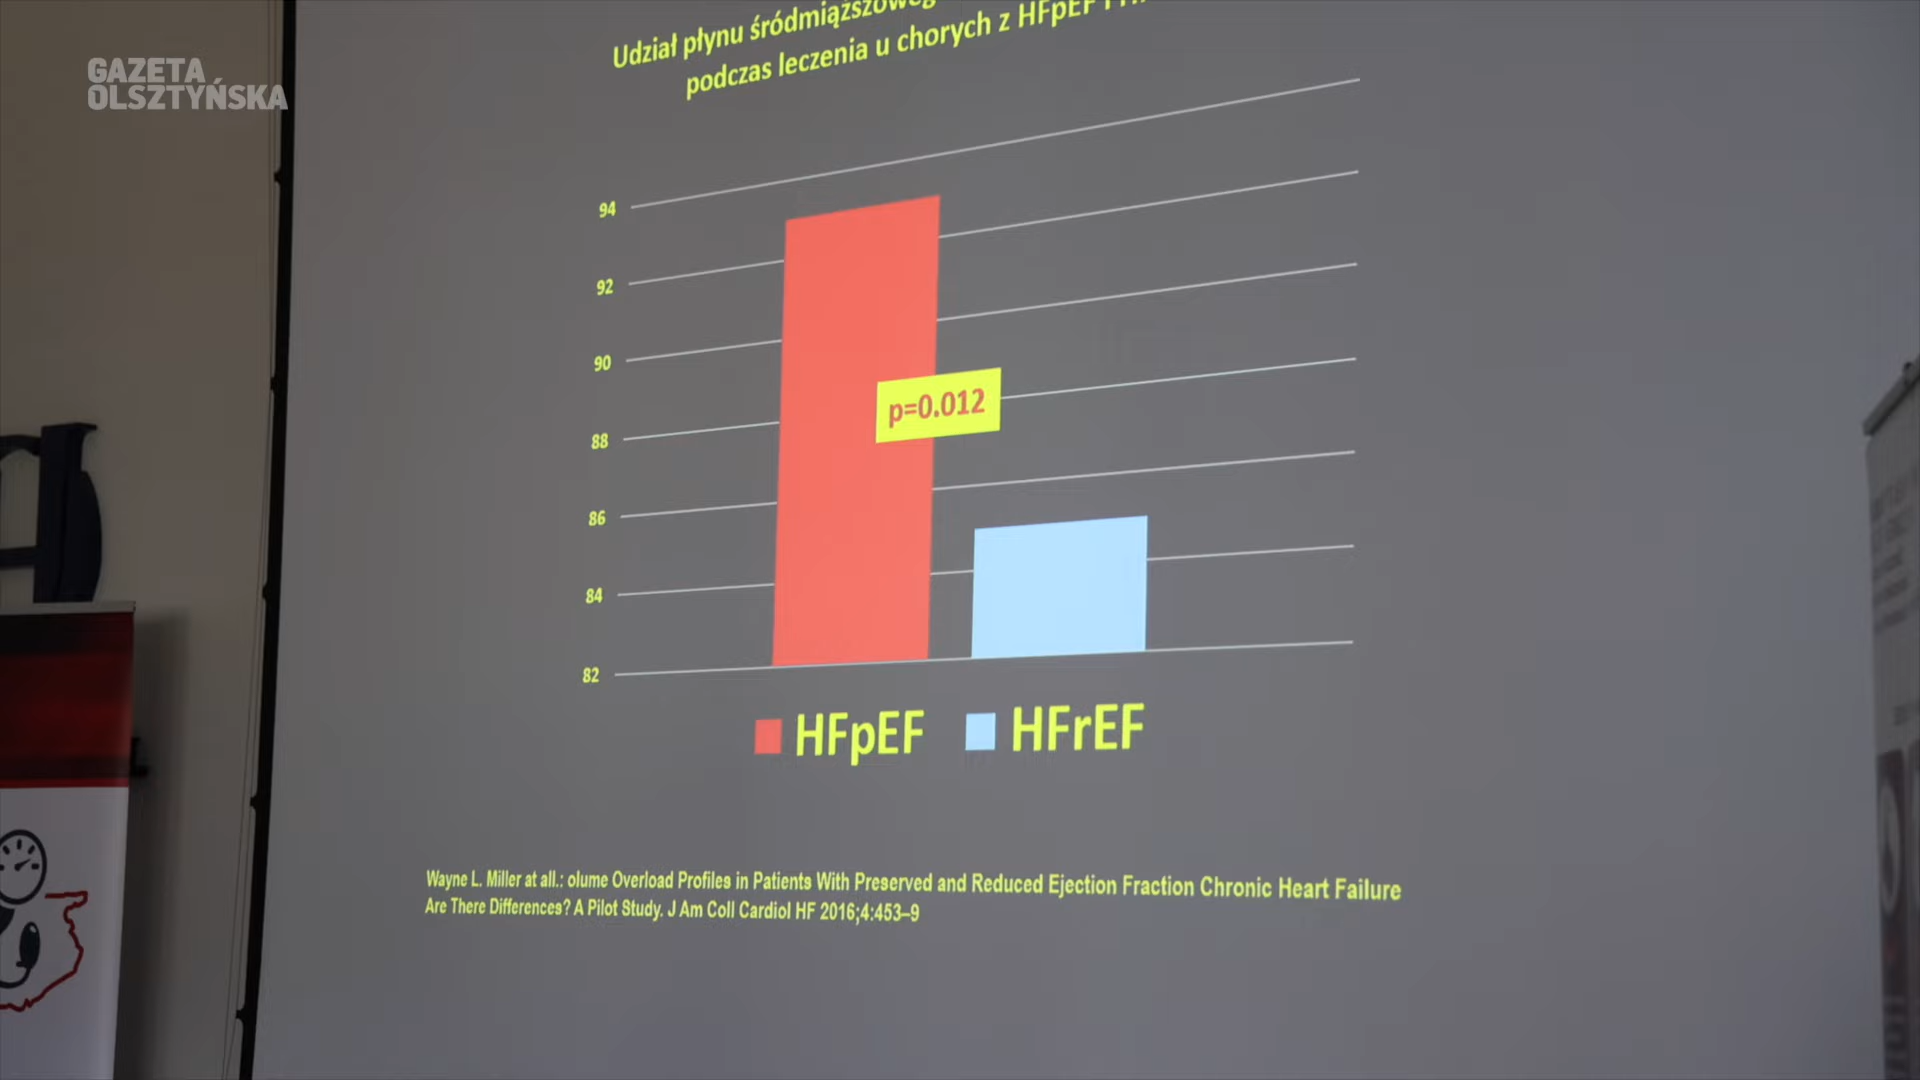 GAZETA
OLSZTYŃSKA
Udział płynu śródmiąższoweg
podczas leczenia u chorych z HFpEF i
94
92
90
88
86
84
82
p=0.012
HFpEF HFrEF
Wayne L. Miller at all.: olume Overload Profiles in Patients With Preserved and Reduced Ejection Fraction Chronic Heart Failure
Are There Differences? A Pilot Study. J Am Coll Cardiol HF 2016;4:453–9